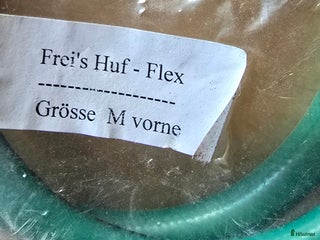 Frei's Huf - Flex
-------------------
Grösse M vorne